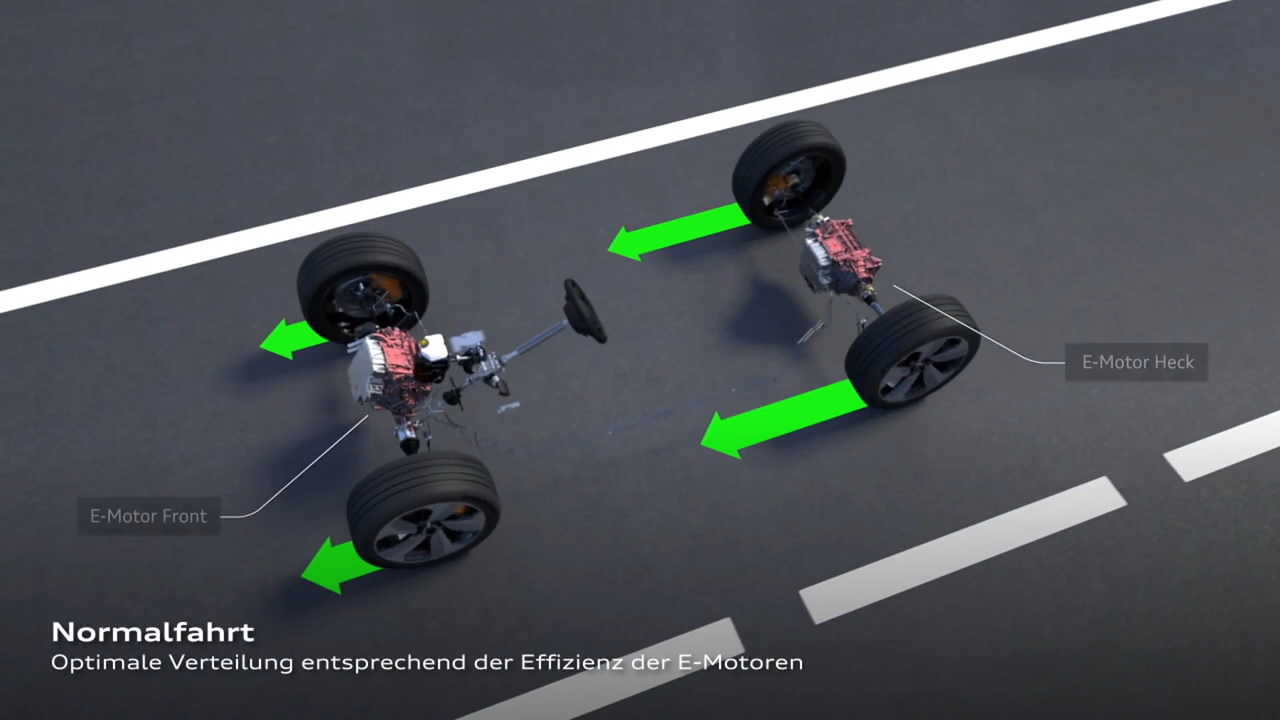 E-Motor Heck
E-Motor Front
Normalfahrt
Optimale Verteilung entsprechend der Effizienz der E-Motoren